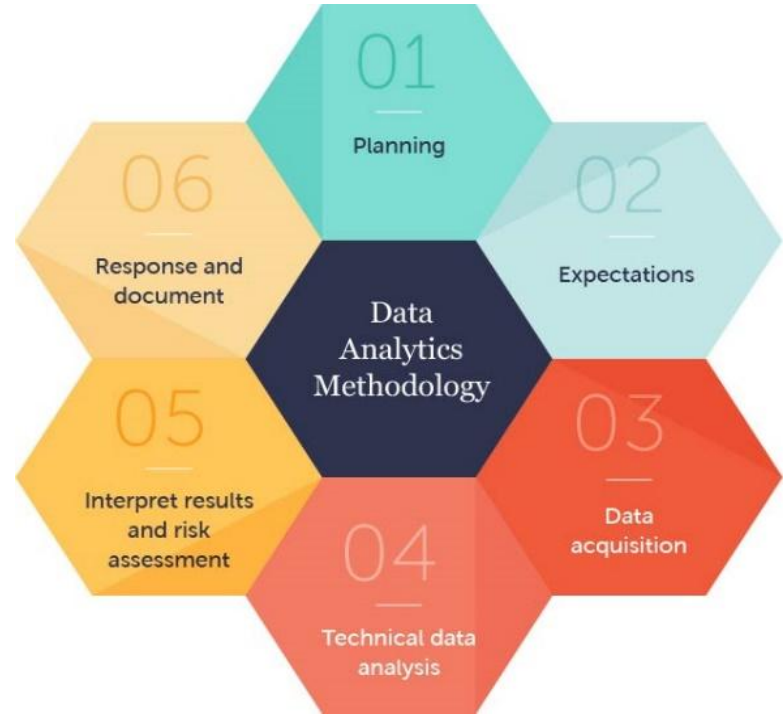 01
Planning
02
Expectations
03
Data
acquisition
04
Technical data
analysis
05
Interpret results
and risk
assessment
06
Response and
document
Data
Analytics
Methodology